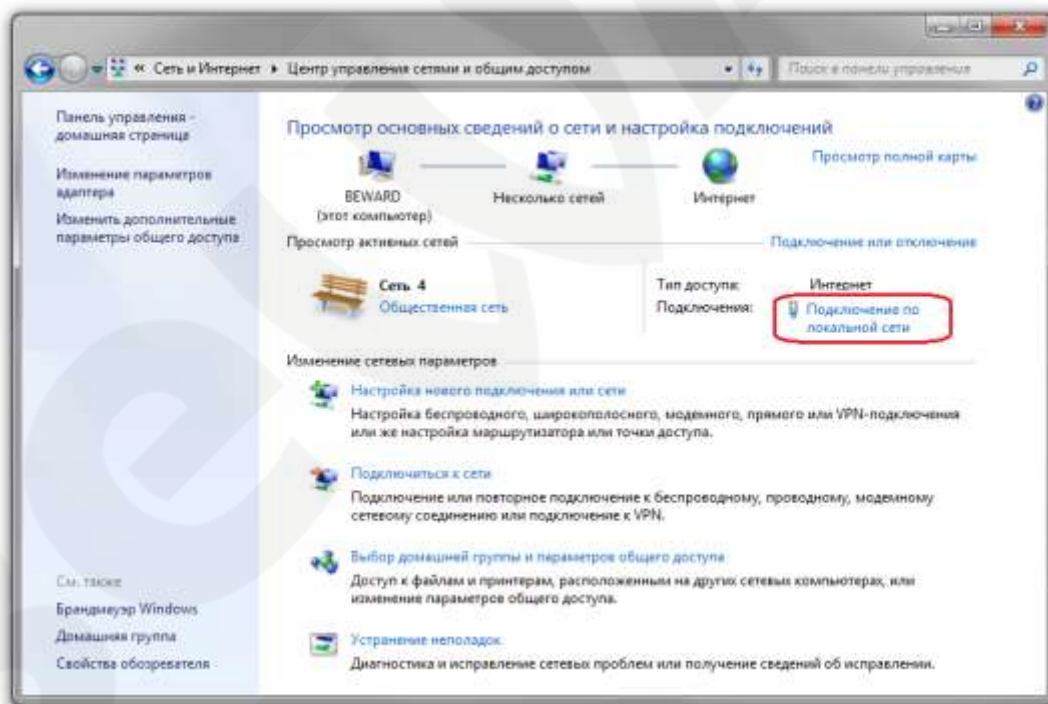 « Сеть и Интернет ▸ Центр управления сетями и общим доступом
Поиск в панели управления
Панель управления -
домашняя страница
Изменение параметров
адаптера
Изменить дополнительные
параметры общего доступа
См. также
Брандмауэр Windows
Домашняя группа
Свойства обозревателя
Просмотр основных сведений о сети и настройка подключений
Просмотр полной карты
BEWARD
(этот компьютер)
Несколько сетей
Интернет
Просмотр активных сетей
Подключение или отключение
Сеть 4
Общественная сеть
Тип доступа: Интернет
Подключения: Подключение по
локальной сети
Изменение сетевых параметров
Настройка нового подключения или сети
Настройка беспроводного, широкополосного, модемного, прямого или VPN-подключения
или же настройка маршрутизатора или точки доступа.
Подключиться к сети
Подключение или повторное подключение к беспроводному, проводному, модемному
сетевому соединению или подключение к VPN.
Выбор домашней группы и параметров общего доступа
Доступ к файлам и принтерам, расположенным на других сетевых компьютерах, или
изменение параметров общего доступа.
Устранение неполадок
Диагностика и исправление сетевых проблем или получение сведений об исправлении.